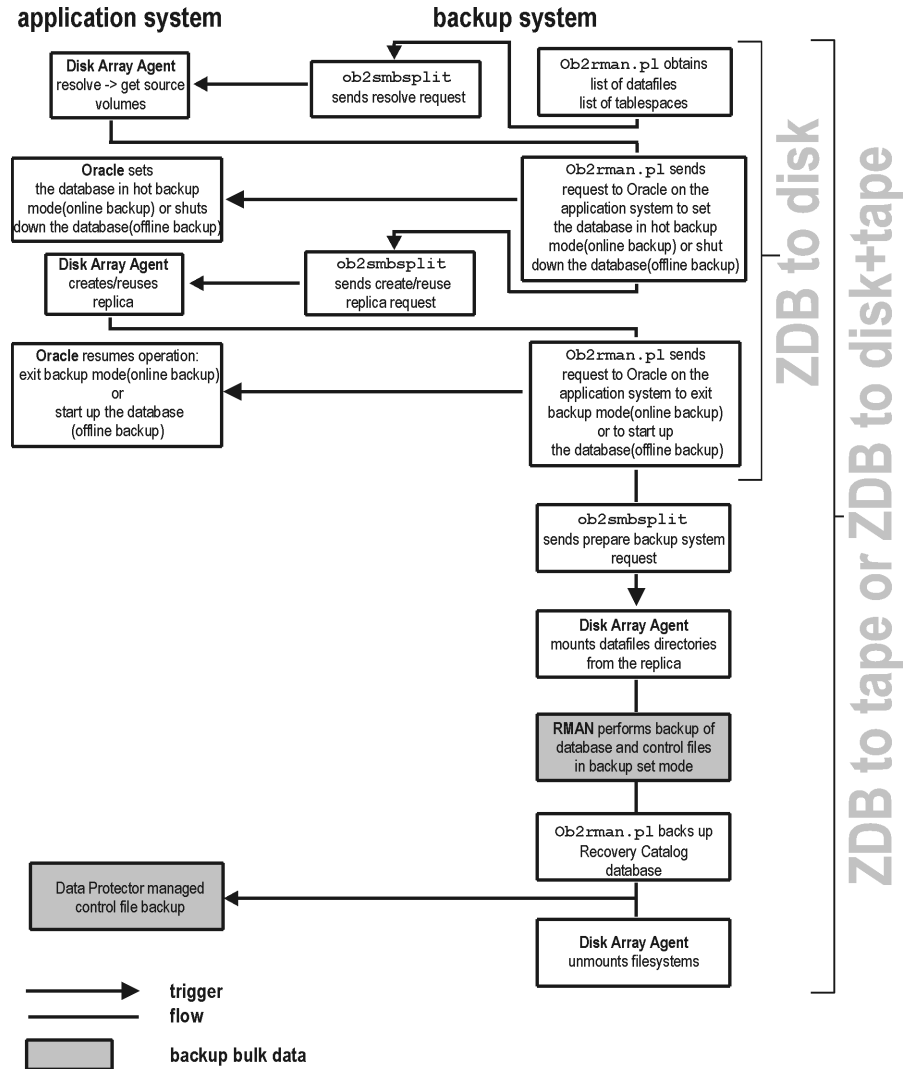 application system
backup system
Disk Array Agent
resolve -> get source
volumes
ob2smbsplit
sends resolve request
Ob2rman.pl obtains
list of datafiles
list of tablespaces
Oracle sets
the database in hot backup
mode(online backup) or shuts
down the database(offline backup)
Ob2rman.pl sends
request to Oracle on the
application system to set
the database in hot backup
mode(online backup) or shut
down the database(offline backup)
Disk Array Agent
creates/reuses
replica
ob2smbsplit
sends create/reuse
replica request
Oracle resumes operation:
exit backup mode(online backup)
or
start up the database
(offline backup)
Ob2rman.pl sends
request to Oracle on the
application system to exit
backup mode(online backup)
or to start up
the database(offline backup)
ZDB to disk
ob2smbsplit
sends prepare backup system
request
Disk Array Agent
mounts datafiles directories
from the replica
RMAN performs backup of
database and control files
in backup set mode
Ob2rman.pl backs up
Recovery Catalog
database
Data Protector managed
control file backup
Disk Array Agent
unmounts filesystems
ZDB to tape or ZDB to disk+tape
trigger
flow
backup bulk data